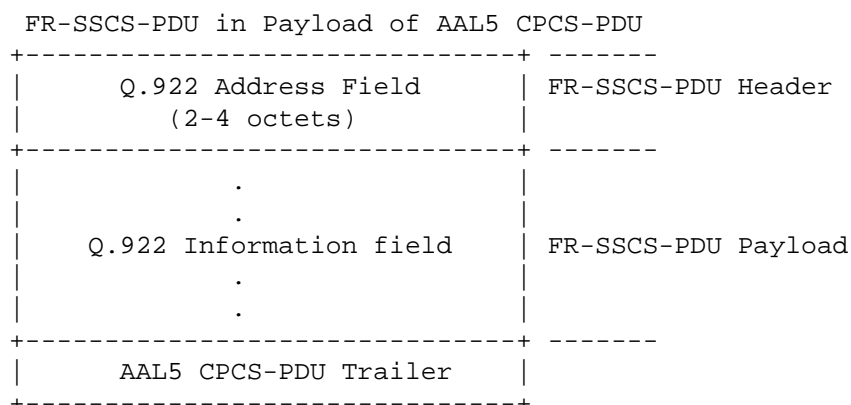 FR-SSCS-PDU in Payload of AAL5 CPCS-PDU
+-------------------------------+ -------
|      Q.922 Address Field      | FR-SSCS-PDU Header
|         (2-4 octets)          |
+-------------------------------+ -------
|             .                 |
|             .                 |
|    Q.922 Information field    | FR-SSCS-PDU Payload
|             .                 |
|             .                 |
+-------------------------------+ -------
|      AAL5 CPCS-PDU Trailer    |
+-------------------------------+